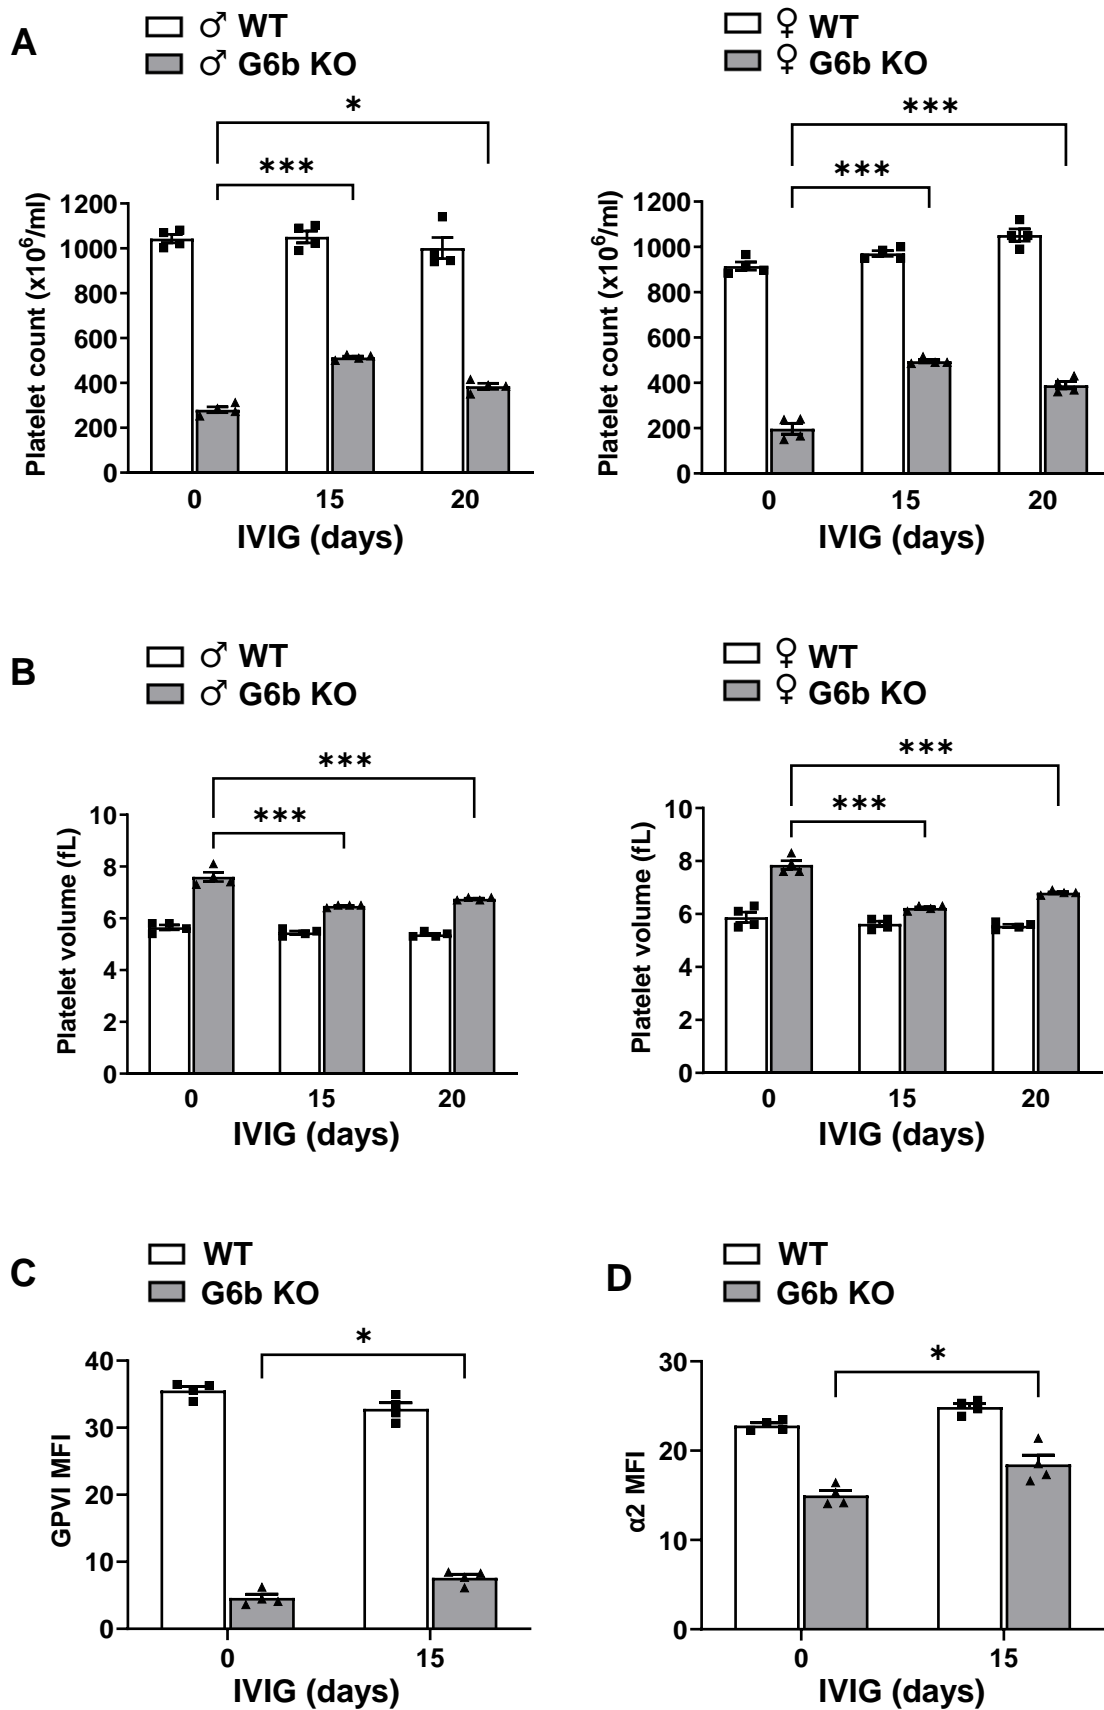 A
♂ WT
♂ G6b KO
*
***
Platelet count (x10⁶/ml)
1200
1000
800
600
400
200
0
0 15 20
IVIG (days)
♀ WT
♀ G6b KO
***
***
Platelet count (x10⁶/ml)
1200
1000
800
600
400
200
0
0 15 20
IVIG (days)
B
♂ WT
♂ G6b KO
***
***
Platelet volume (fL)
10
8
6
4
2
0
0 15 20
IVIG (days)
♀ WT
♀ G6b KO
***
***
Platelet volume (fL)
10
8
6
4
2
0
0 15 20
IVIG (days)
C
WT
G6b KO
*
GPVI MFI
40
30
20
10
0
0 15
IVIG (days)
D
WT
G6b KO
*
α2 MFI
30
20
10
0
0 15
IVIG (days)